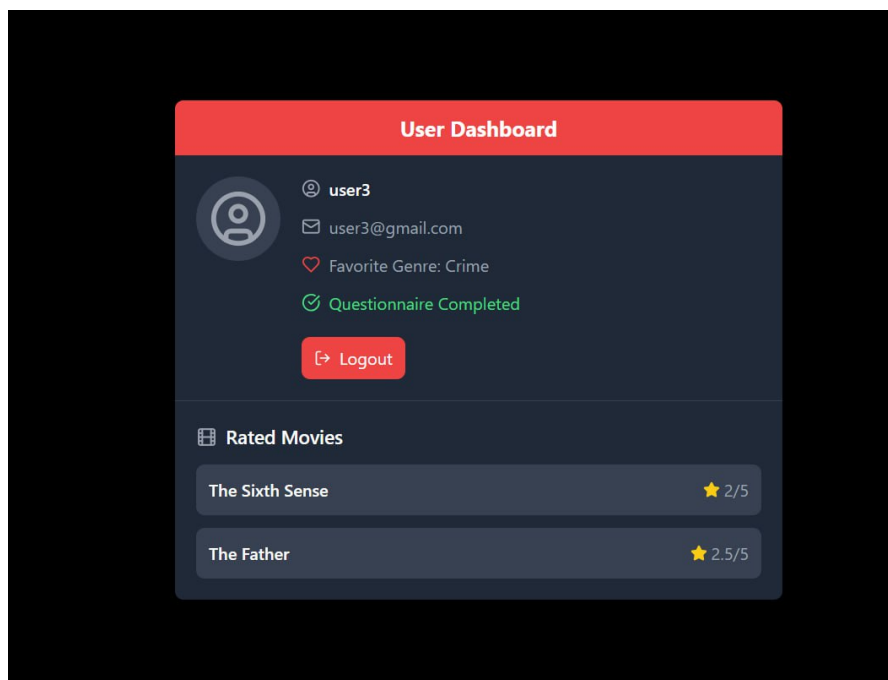 User Dashboard
user3
user3@gmail.com
Favorite Genre: Crime
Questionnaire Completed
Logout
Rated Movies
The Sixth Sense 2/5
The Father 2.5/5